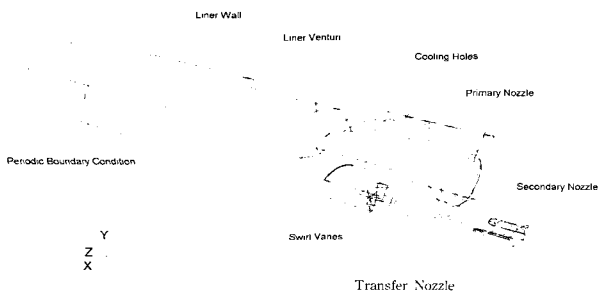 Liner Wall
Liner Venturi
Cooling Holes
Primary Nozzle
Periodic Boundary Condition
Secondary Nozzle
Swirl Vanes
Y
Z
X
Transfer Nozzle